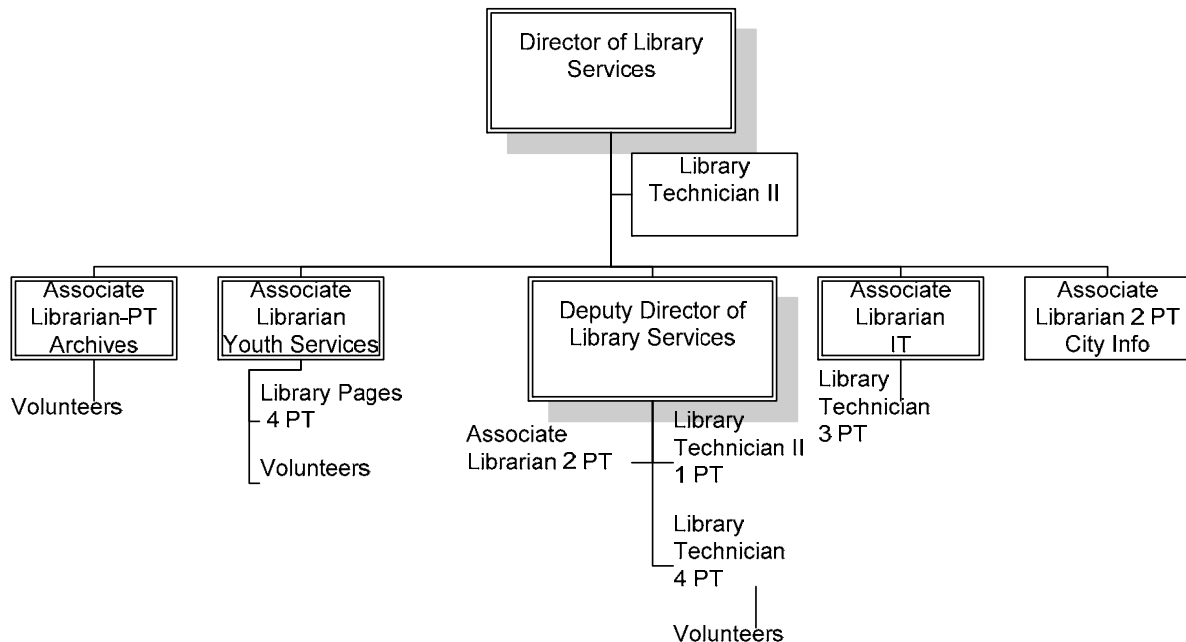 Director of Library
Services
Library
Technician II
Associate
Librarian-PT
Archives
Associate
Librarian
Youth Services
Deputy Director of
Library Services
Associate
Librarian
IT
Associate
Librarian 2 PT
City Info
Volunteers
Library Pages
4 PT
Volunteers
Associate
Librarian 2 PT
Library
Technician II
1 PT
Library
Technician
4 PT
Volunteers
Library
Technician
3 PT